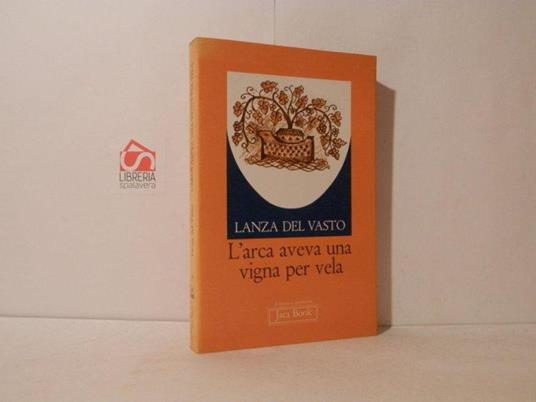 LIBRERIA
spalavera
LANZA DEL VASTO
L'arca aveva una
vigna per vela
Jaca Book